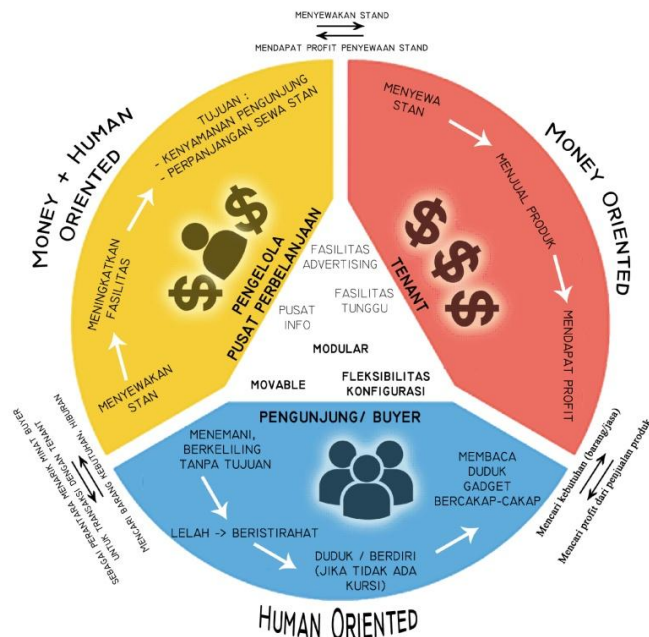 MENYEWAKAN STAND
MENDAPAT PROFIT PENYEWAAN STAND
MONEY + HUMAN
ORIENTED
TUJUAN :
- KENYAMANAN PENGUNJUNG
- PERPANJANGAN SEWA STAN
MENINGKATKAN
FASILITAS
MENYEWAKAN
STAN
PENGELOLA
PUSAT PERBELANJAAN
MONEY ORIENTED
MENYEWA
STAN
MENJUAL PRODUK
MENDAPAT PROFIT
TENANT
FASILITAS
ADVERTISING
FASILITAS
TUNGGU
PUSAT
INFO
MODULAR
MOVABLE
FLEKSIBILITAS
KONFIGURASI
PENGUNJUNG/ BUYER
MENEMANI,
BERKELILING
TANPA TUJUAN
LELAH -> BERISTIRAHAT
DUDUK / BERDIRI
(JIKA TIDAK ADA
KURSI)
MEMBACA
DUDUK
GADGET
BERCAKAP-CAKAP
HUMAN ORIENTED
MENCARI BARANG KEBUTUHAN, HIBURAN
SEBAGAI PERANTARA MENARIK MINAT BUYER
UNTUK TRANSAKSI DENGAN TENANT
Mencari kebutuhan (barang/jasa)
Mencari profit dari penjualan produk